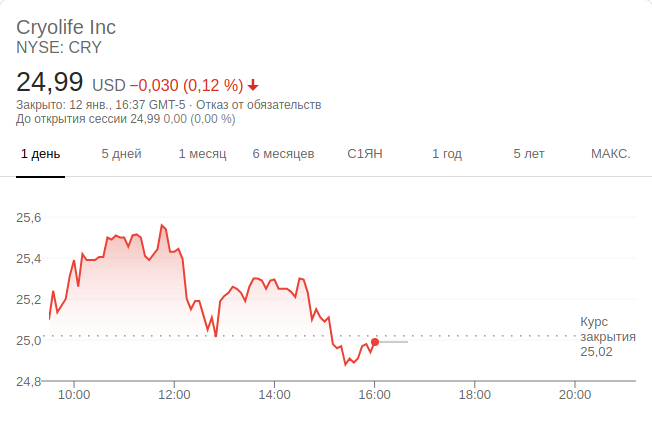 Cryolife Inc
NYSE: CRY
24,99 USD −0,030 (0,12 %)
Закрыто: 12 янв., 16:37 GMT-5 · Отказ от обязательств
До открытия сессии 24,99 0,00 (0,00 %)
1 день 5 дней 1 месяц 6 месяцев С1ЯН 1 год 5 лет МАКС.
25,6
25,4
25,2
25,0
24,8
Курс
закрытия
25,02
10:00 12:00 14:00 16:00 18:00 20:00